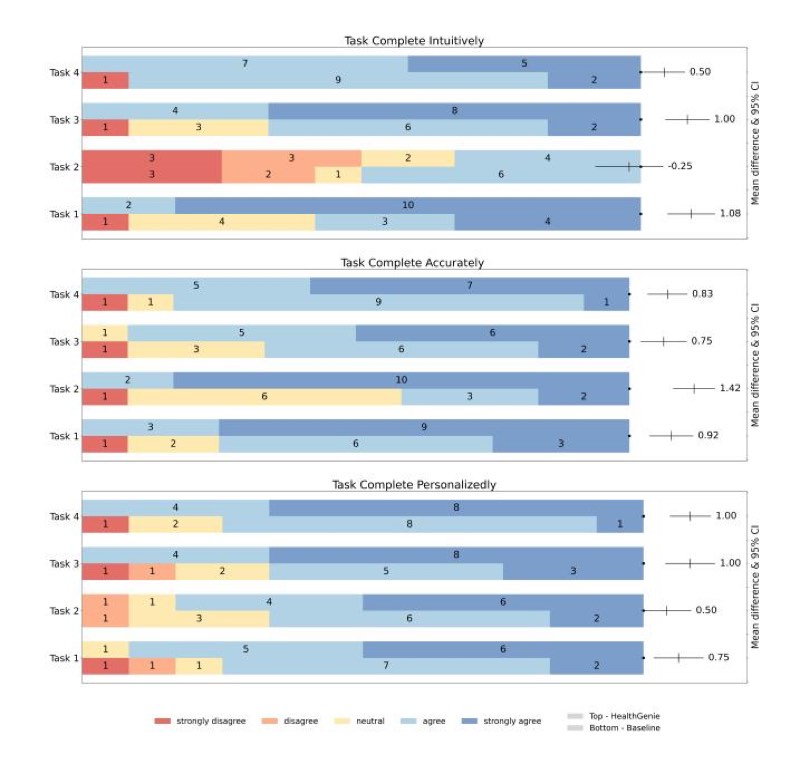 Task Complete Intuitively
7 5
Task 4 0.50
1 9 2
4 8
Task 3 1.00
1 3 6 2
3 3 2 4
Task 2 -0.25
3 2 1 6
2 10
Task 1 1.08
1 4 3 4
Mean difference & 95% CI
Task Complete Accurately
5 7
Task 4 0.83
1 1 9 1
1 5 6
Task 3 0.75
1 3 6 2
2 10
Task 2 1.42
1 6 3 2
3 9
Task 1 0.92
1 2 6 3
Mean difference & 95% CI
Task Complete Personalizedly
4 8
Task 4 1.00
1 2 8 1
4 8
Task 3 1.00
1 1 2 5 3
1 1 4 6
Task 2 0.50
1 3 6 2
1 5 6
Task 1 0.75
1 1 1 7 2
Mean difference & 95% CI
strongly disagree disagree neutral agree strongly agree
Top - HealthGenie
Bottom - Baseline